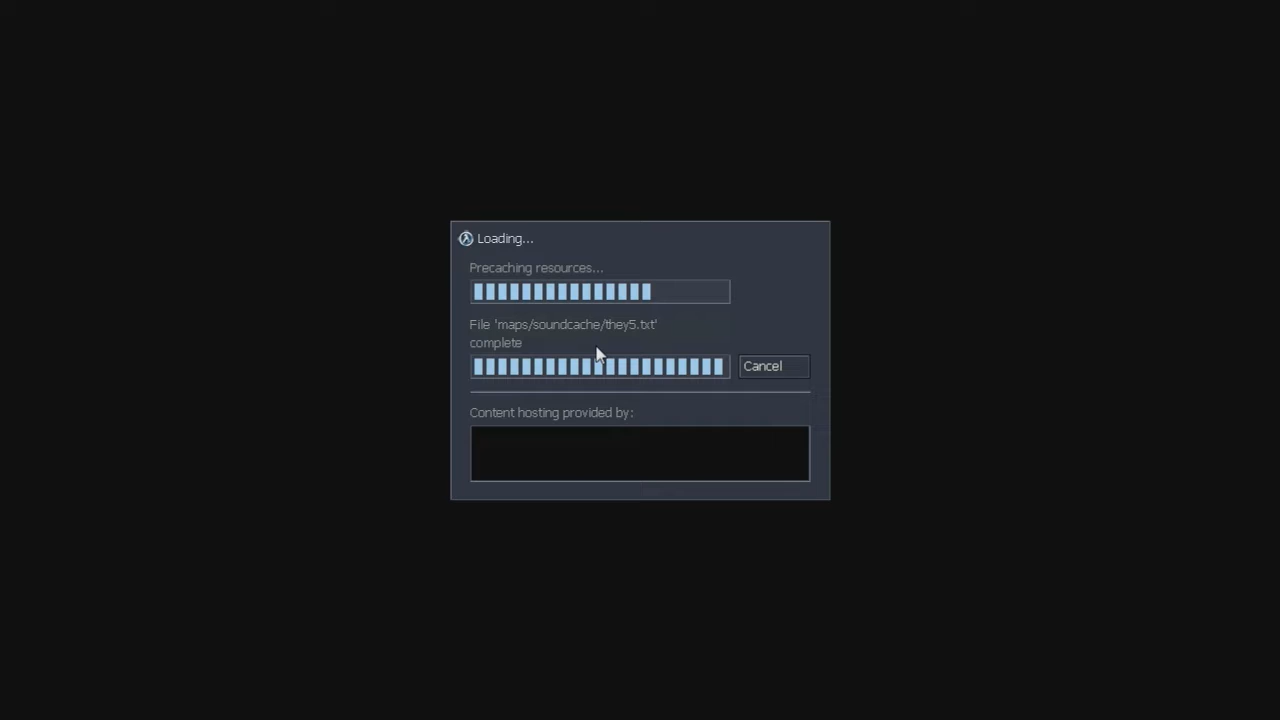 Loading...
Precaching resources...
File 'maps/soundcache/they5.txt'
complete
Cancel
Content hosting provided by: